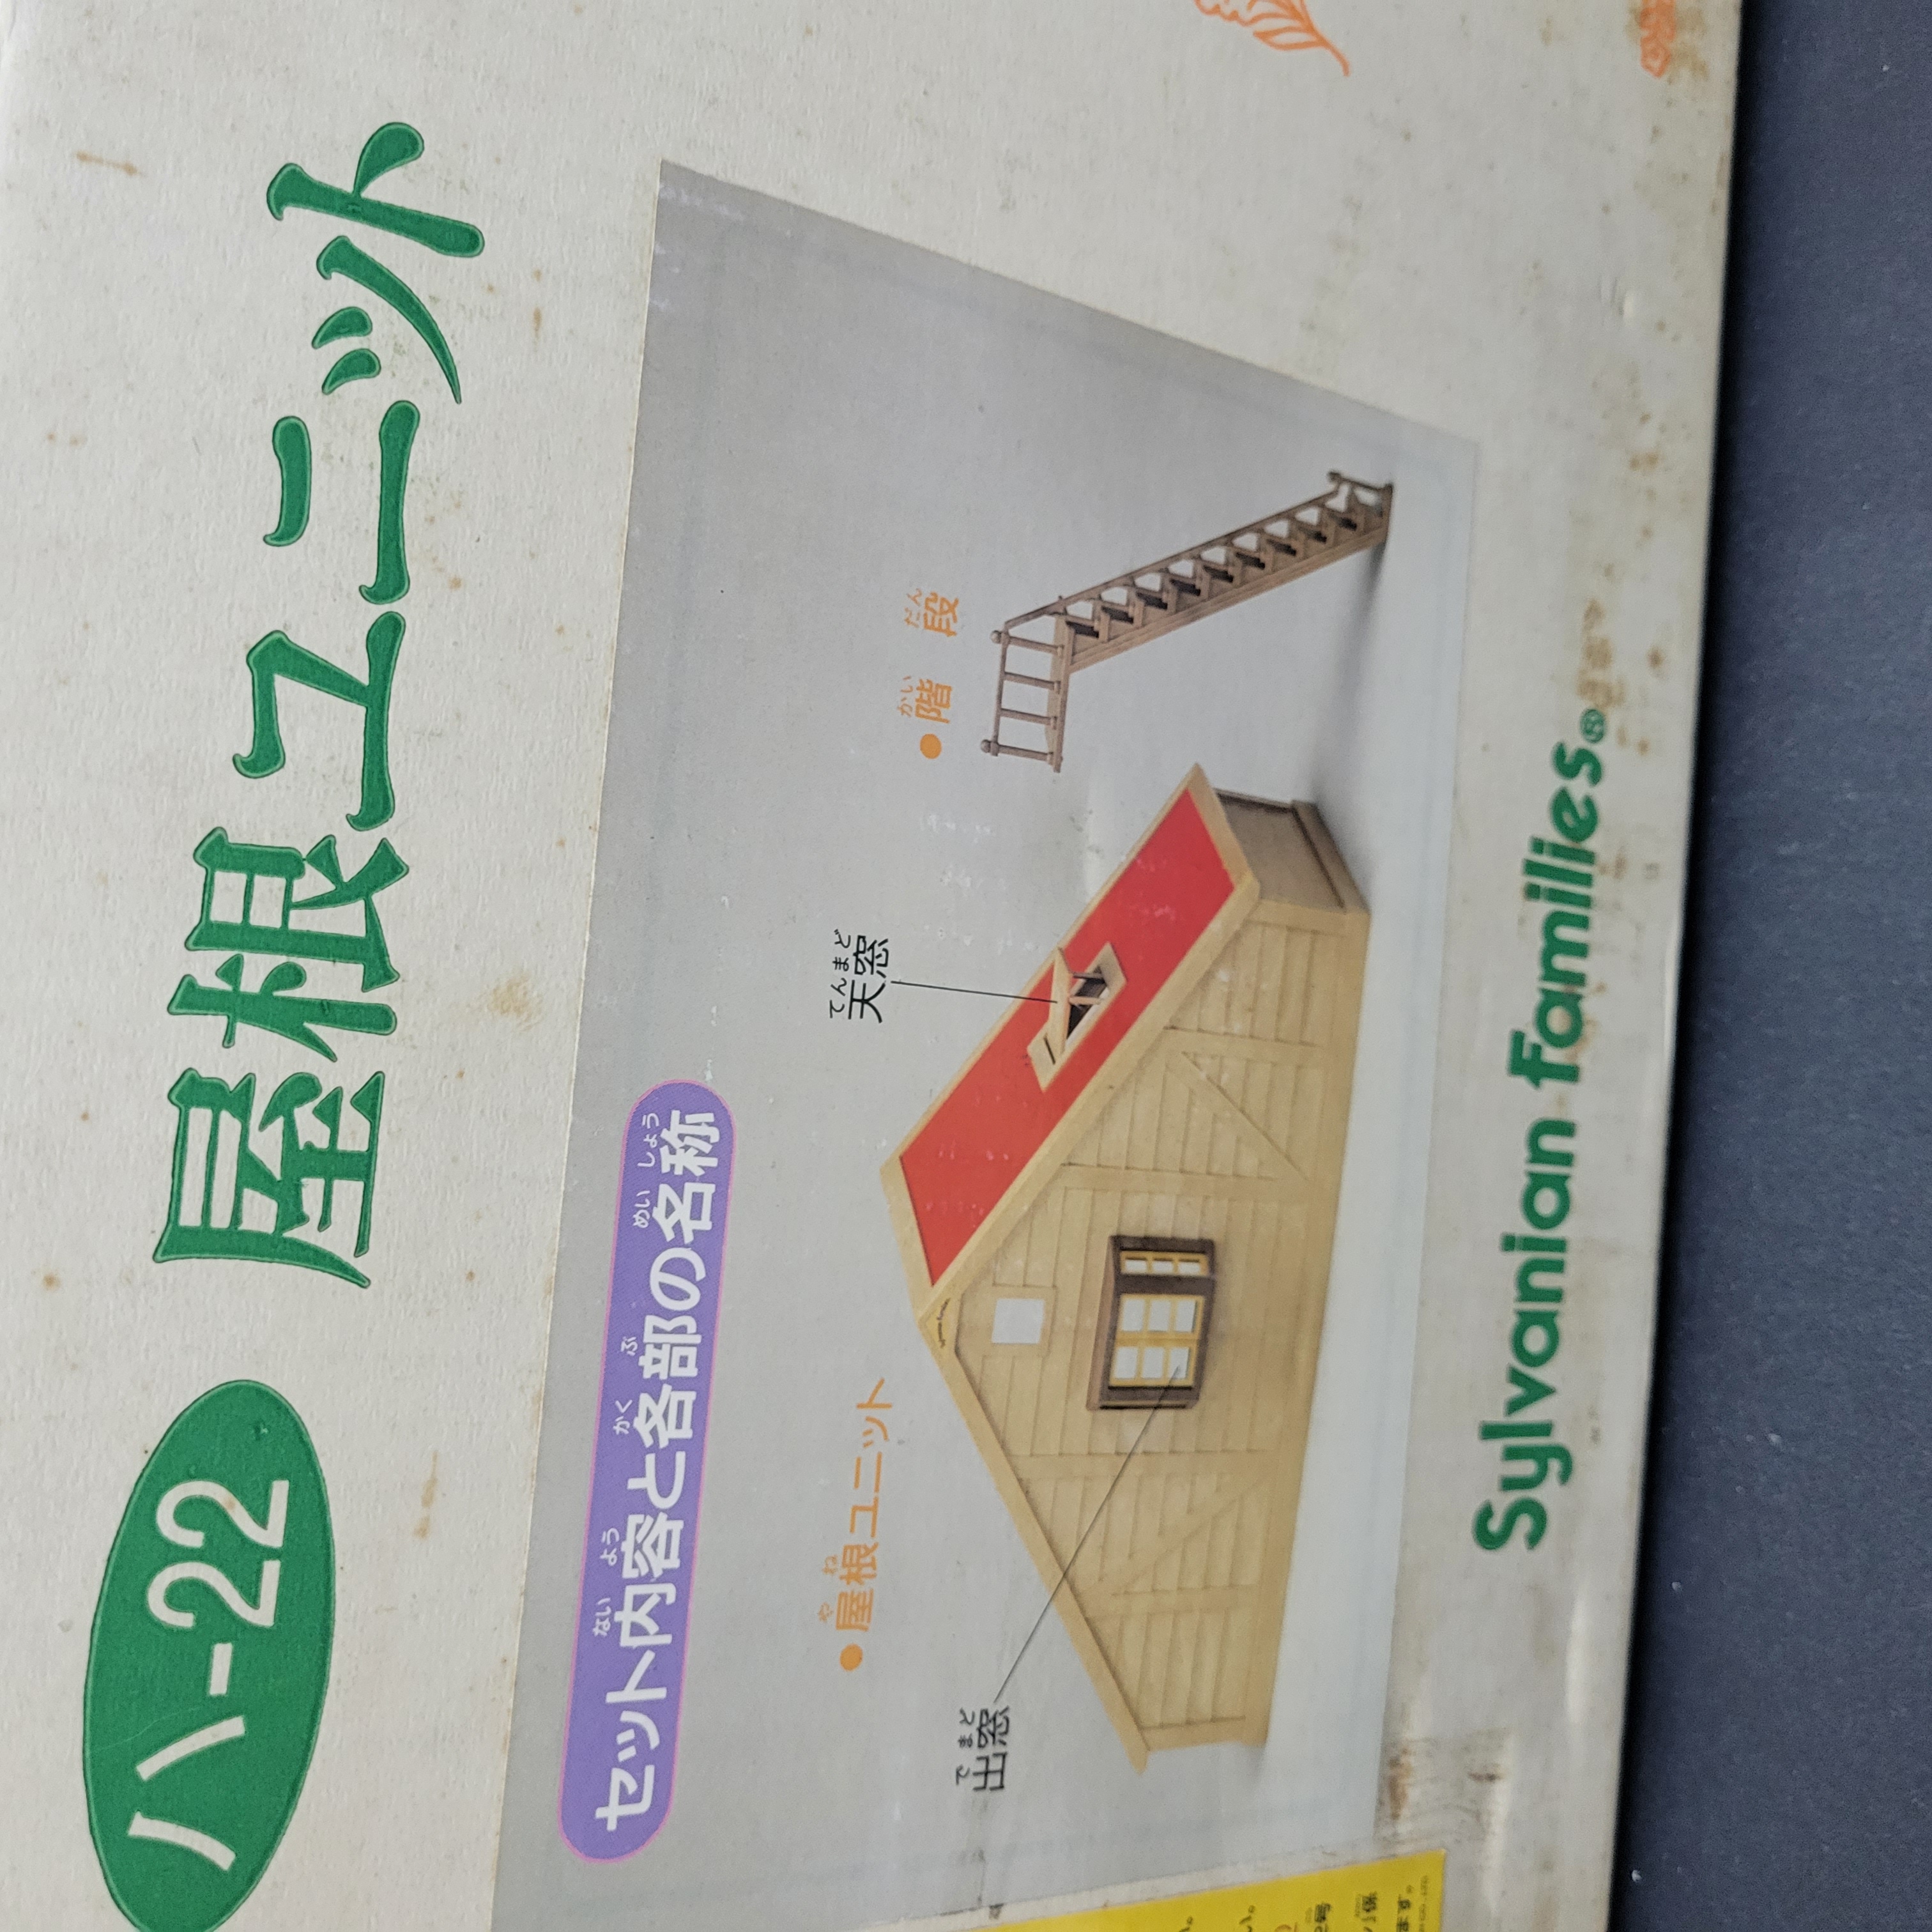 ハ-22 屋根ユニット
セット内容と各部の名称
ない よう かく ぶ めい しょう
●屋根ユニット
や ね
天窓
てんまど
●階 段
かい だん
出窓
で まど
Sylvanian Families®